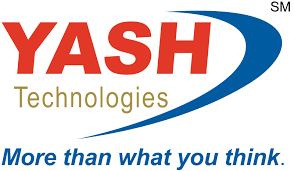 SM
YASH
Technologies
More than what you think.